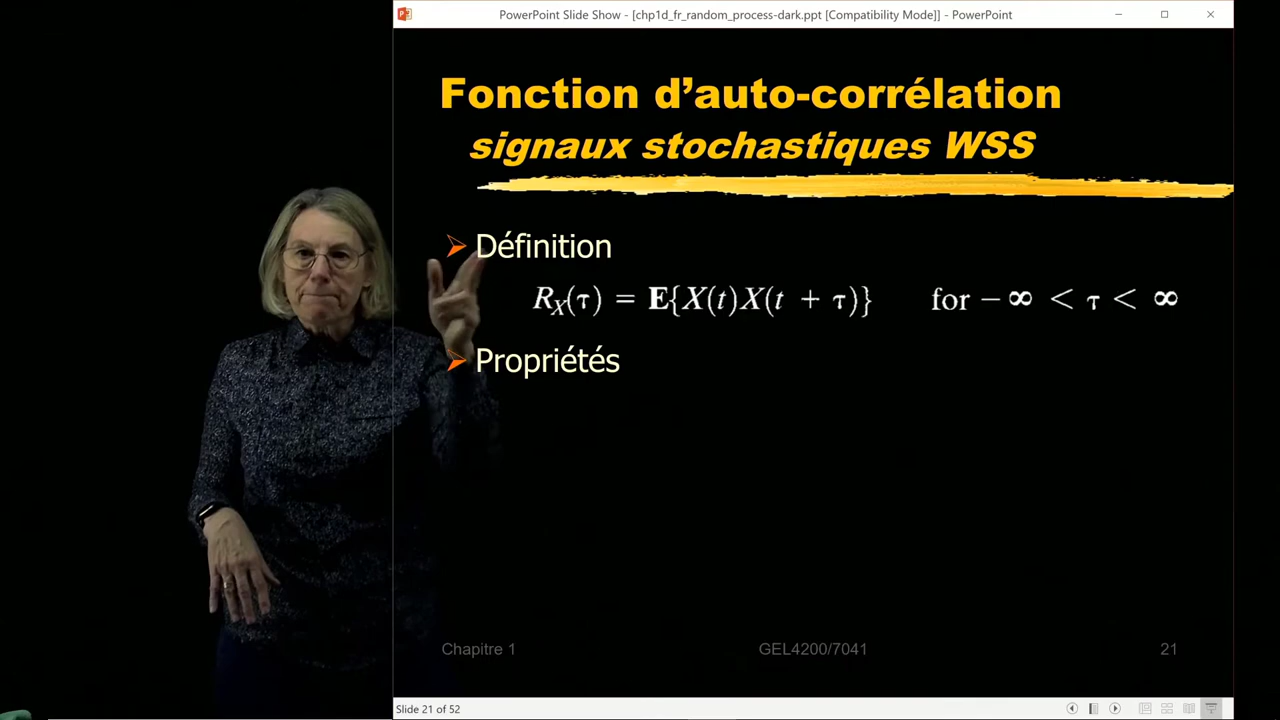 PowerPoint Slide Show - [chp1d_fr_random_process-dark.ppt [Compatibility Mode]] - PowerPoint
Fonction d’auto-corrélation
signaux stochastiques WSS
Définition
R_X(τ) = E{X(t)X(t + τ)} for − ∞ < τ < ∞
Propriétés
Chapitre 1 GEL4200/7041 21
Slide 21 of 52